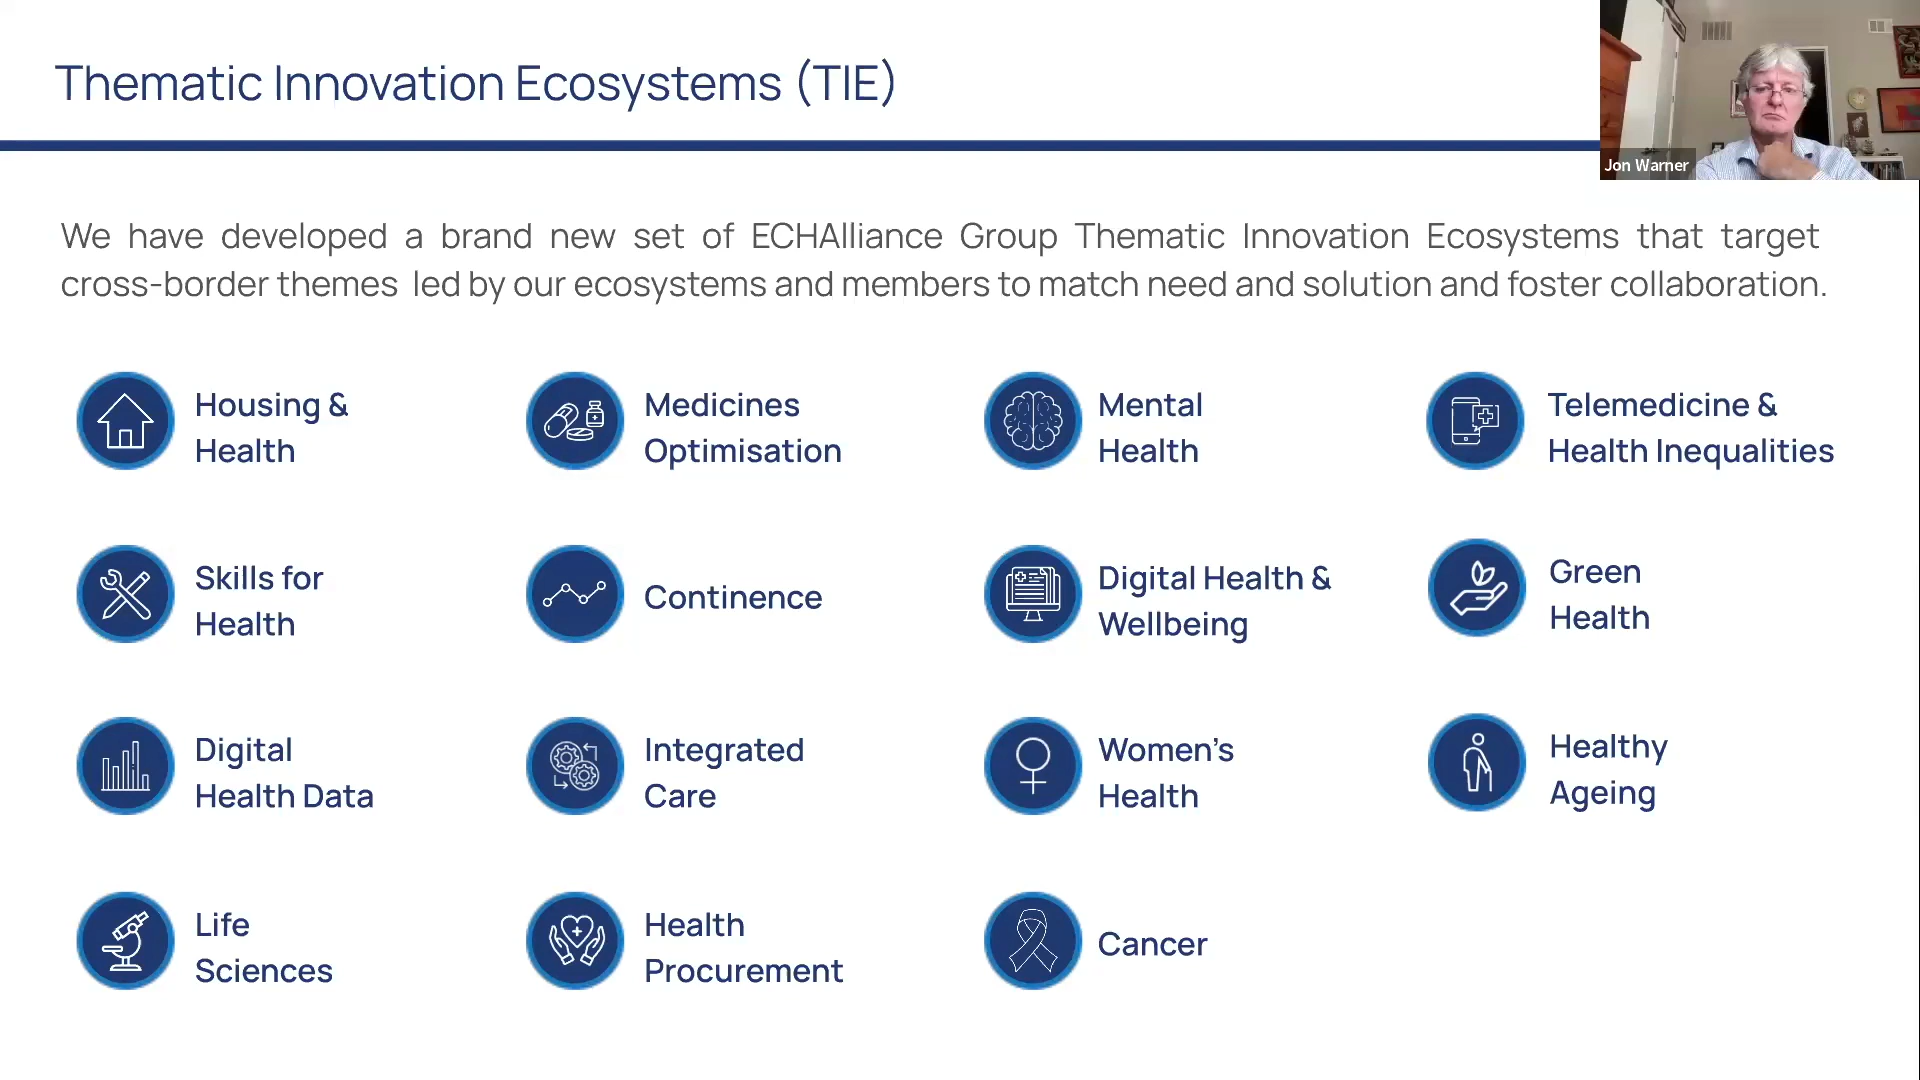 Thematic Innovation Ecosystems (TIE)
Jon Warner
We have developed a brand new set of ECHAlliance Group Thematic Innovation Ecosystems that target
cross-border themes led by our ecosystems and members to match need and solution and foster collaboration.
Housing &
Health
Medicines
Optimisation
Mental
Health
Telemedicine &
Health Inequalities
Skills for
Health
Continence
Digital Health &
Wellbeing
Green
Health
Digital
Health Data
Integrated
Care
Women's
Health
Healthy
Ageing
Life
Sciences
Health
Procurement
Cancer